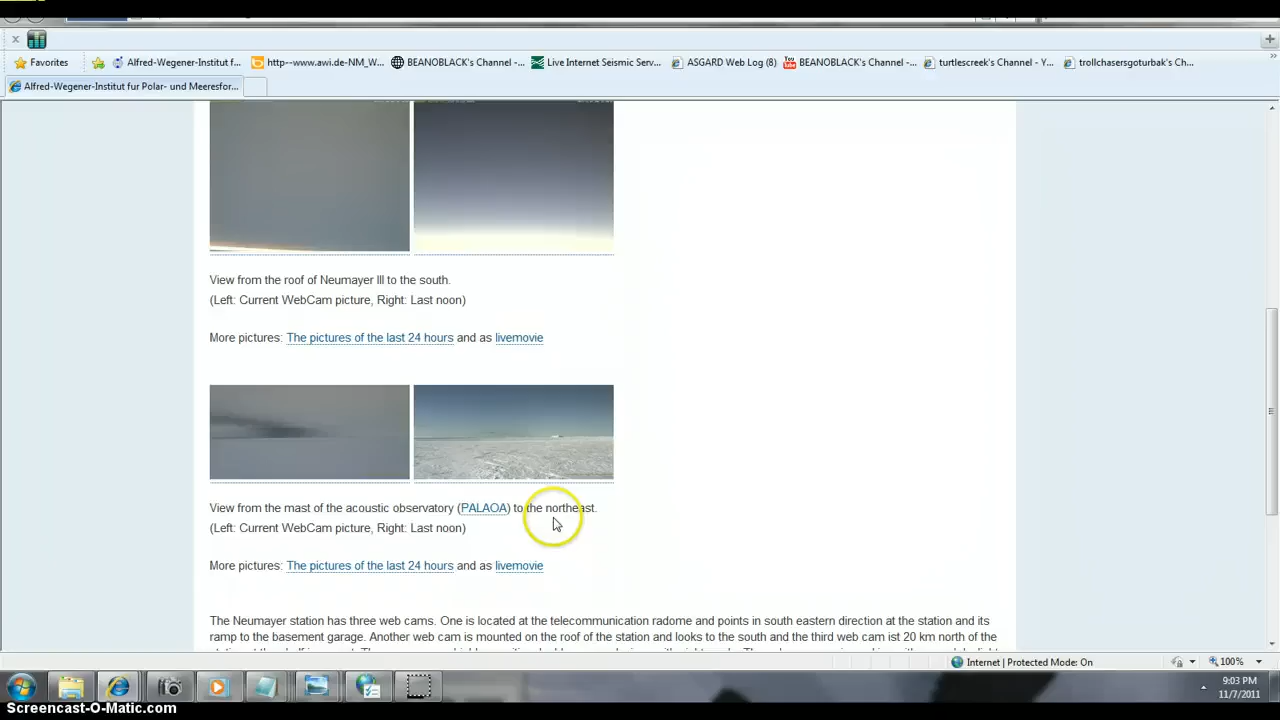 Favorites Alfred-Wegener-Institut f... http--www.awi.de-NM_W... BEANOBLACK's Channel -... Live Internet Seismic Serv... ASGARD Web Log (8) BEANOBLACK's Channel -... turtlescreek's Channel - Y... trollchasersgoturbak's Ch...
Alfred-Wegener-Institut fur Polar- und Meeresfor...
View from the roof of Neumayer III to the south.
(Left: Current WebCam picture, Right: Last noon)
More pictures: The pictures of the last 24 hours and as livemovie
View from the mast of the acoustic observatory (PALAOA) to the northeast.
(Left: Current WebCam picture, Right: Last noon)
More pictures: The pictures of the last 24 hours and as livemovie
The Neumayer station has three web cams. One is located at the telecommunication radome and points in south eastern direction at the station and its
ramp to the basement garage. Another web cam is mounted on the roof of the station and looks to the south and the third web cam ist 20 km north of the
Internet | Protected Mode: On 100%
9:03 PM
11/7/2011
Screencast-O-Matic.com